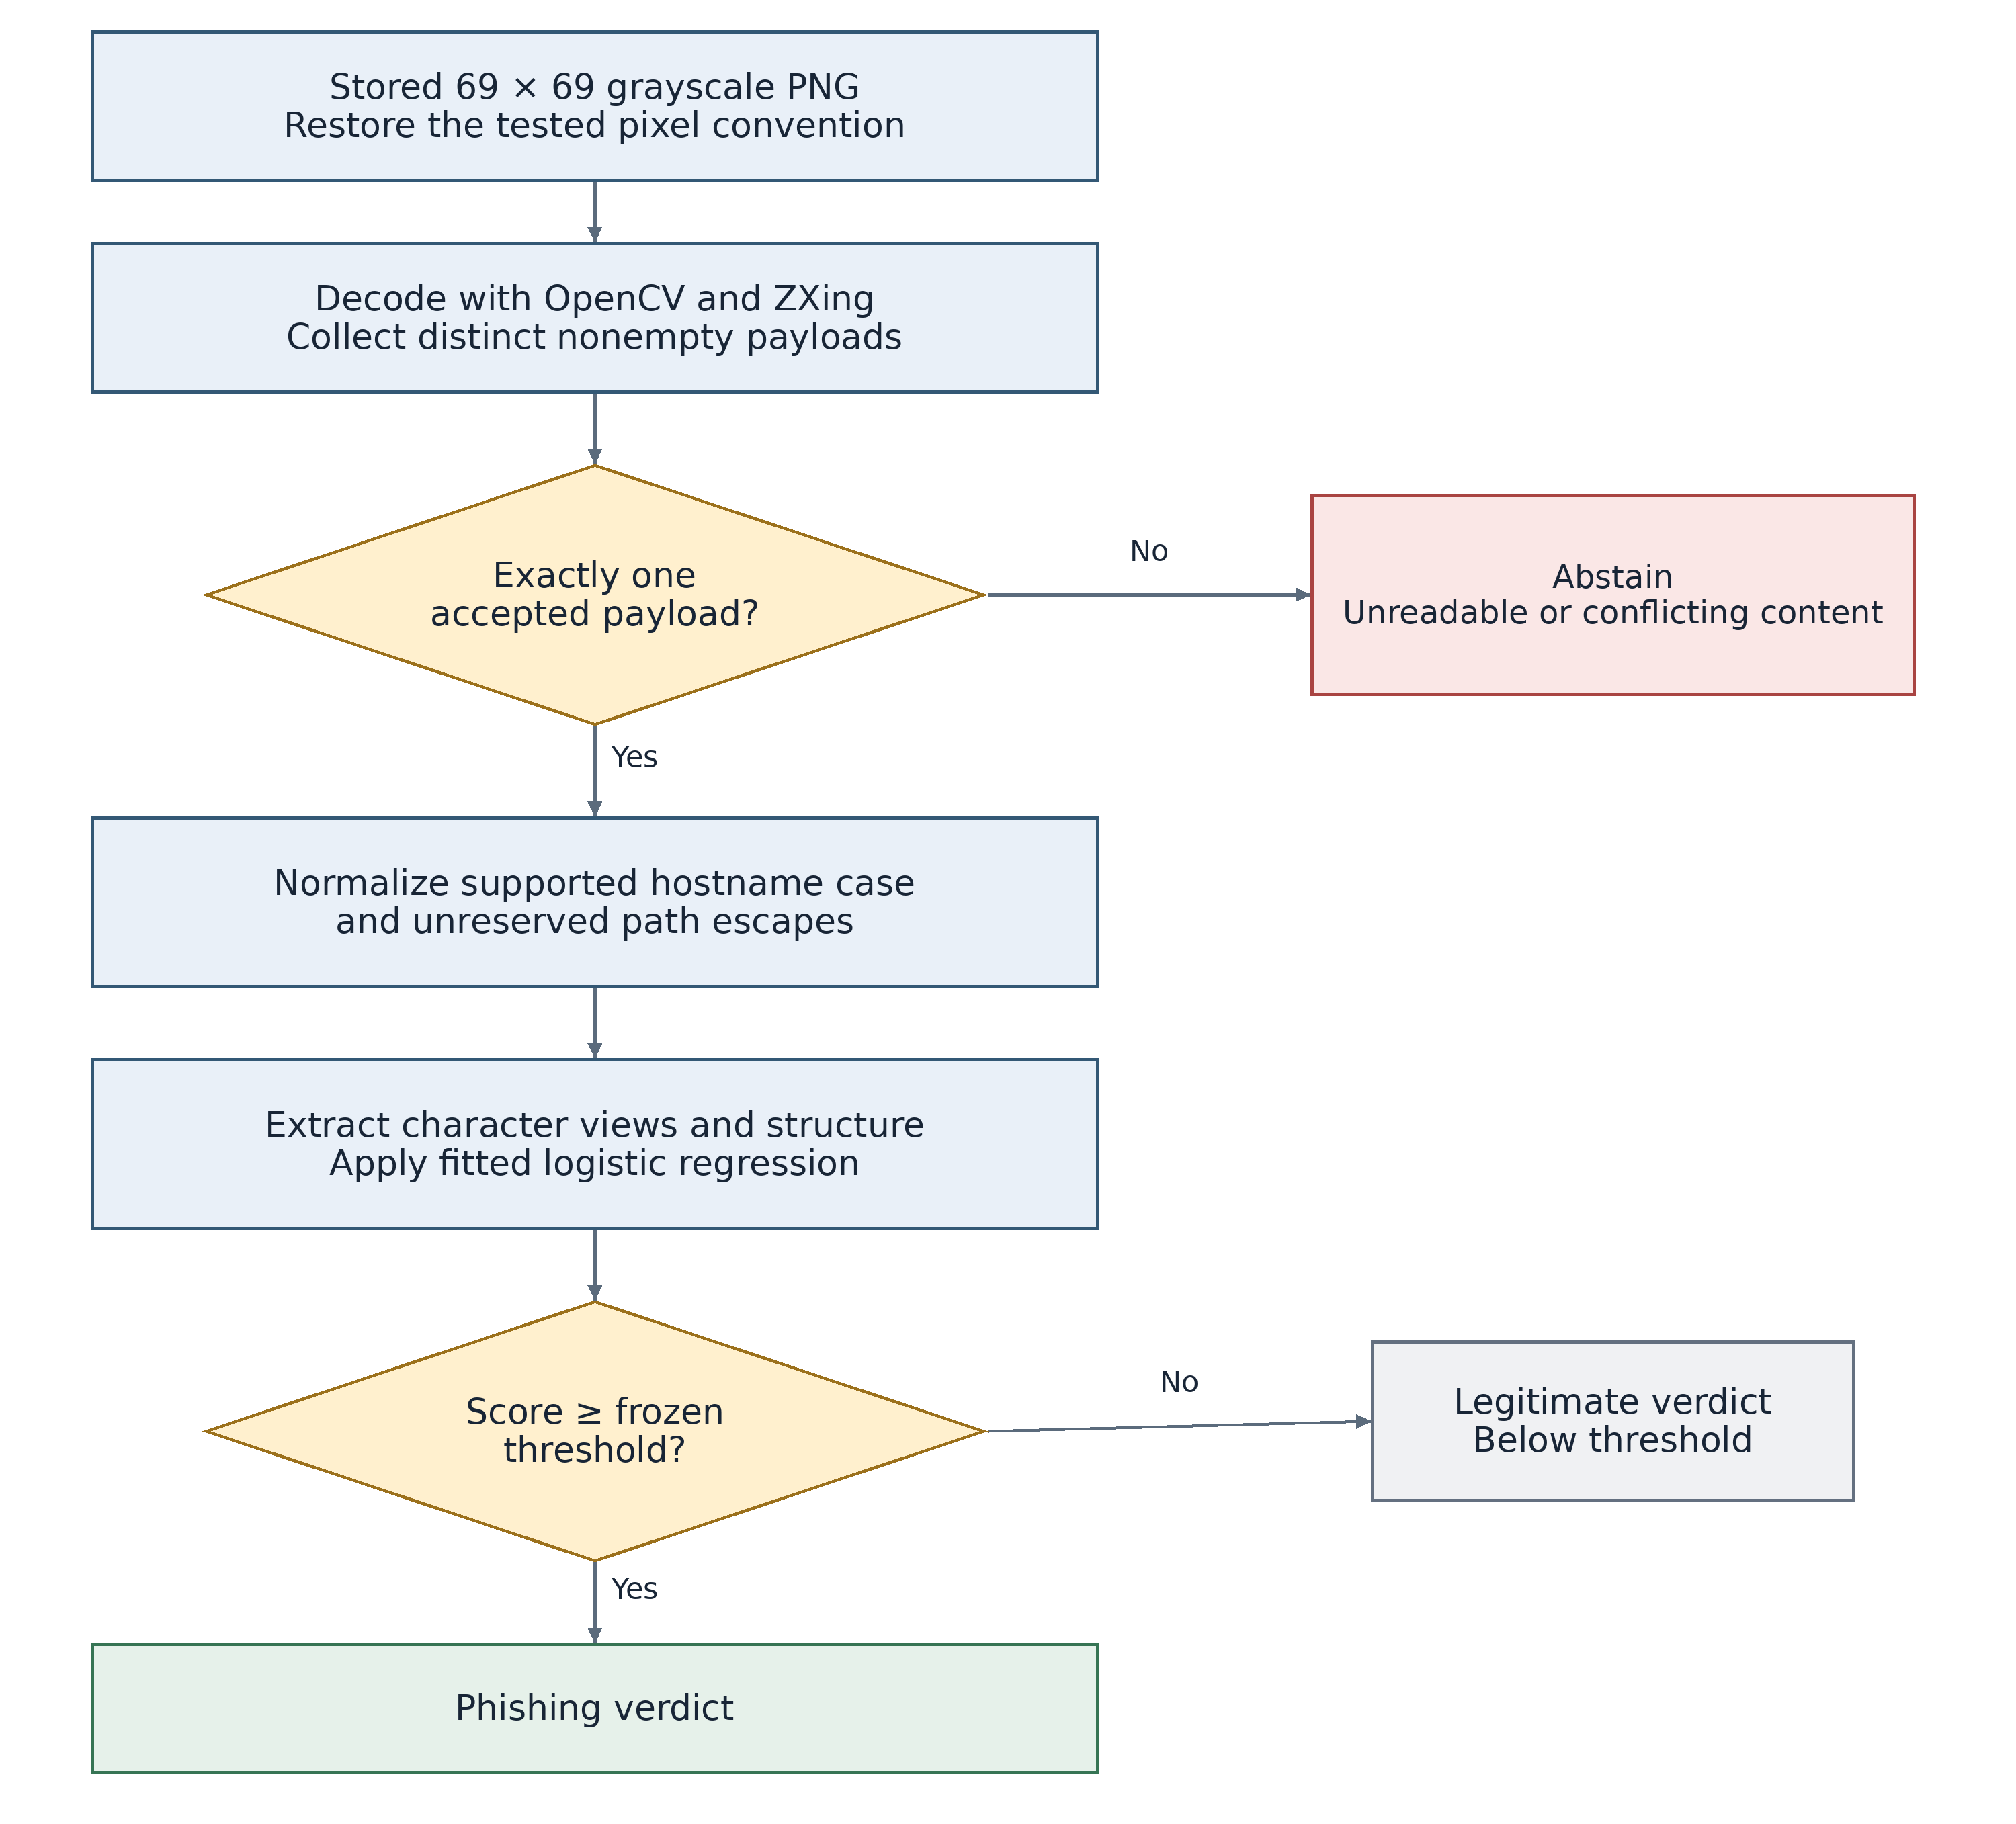 Stored 69 × 69 grayscale PNG
Restore the tested pixel convention
Decode with OpenCV and ZXing
Collect distinct nonempty payloads
Exactly one
accepted payload?
No
Abstain
Unreadable or conflicting content
Yes
Normalize supported hostname case
and unreserved path escapes
Extract character views and structure
Apply fitted logistic regression
Score ≥ frozen
threshold?
No
Legitimate verdict
Below threshold
Yes
Phishing verdict